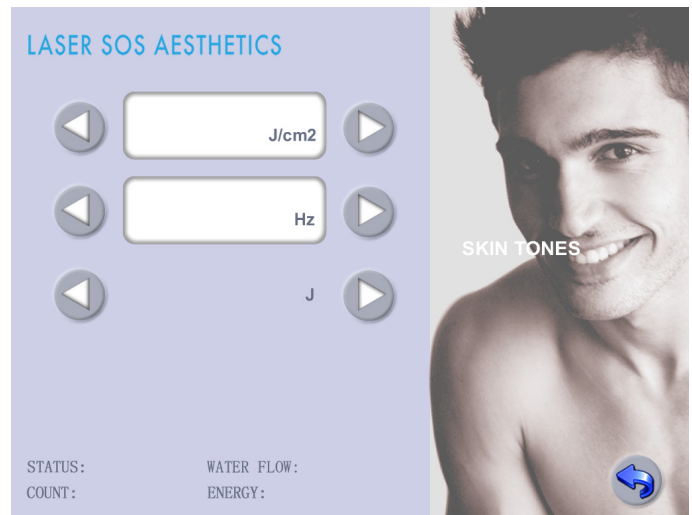 LASER SOS AESTHETICS
J/cm2
Hz
SKIN TONES
J
STATUS:
WATER FLOW:
COUNT:
ENERGY: